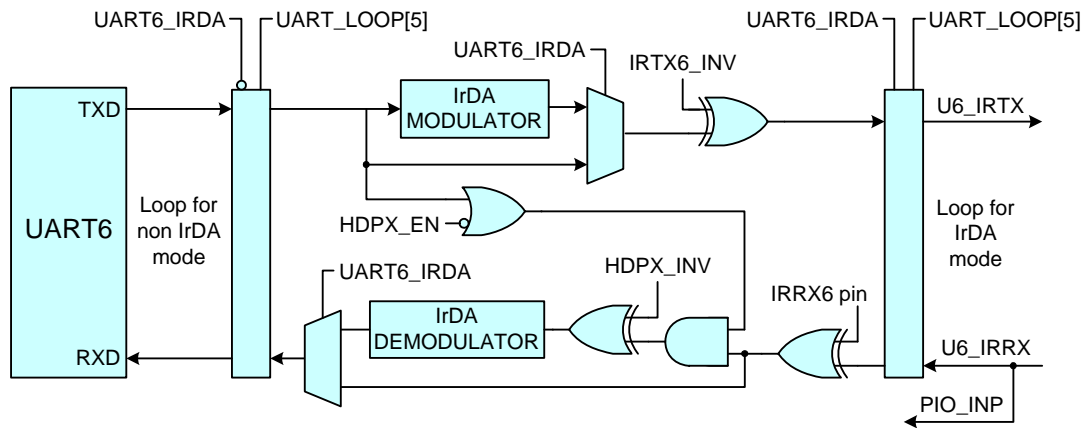 UART6_IRDA
UART_LOOP[5]
UART6_IRDA
UART_LOOP[5]
UART6_IRDA
IRTX6_INV
TXD
IrDA
MODULATOR
U6_IRTX
UART6
Loop for
non IrDA
mode
HDPX_EN
Loop for
IrDA
mode
UART6_IRDA
HDPX_INV
IRRX6 pin
IrDA
DEMODULATOR
RXD
U6_IRRX
PIO_INP